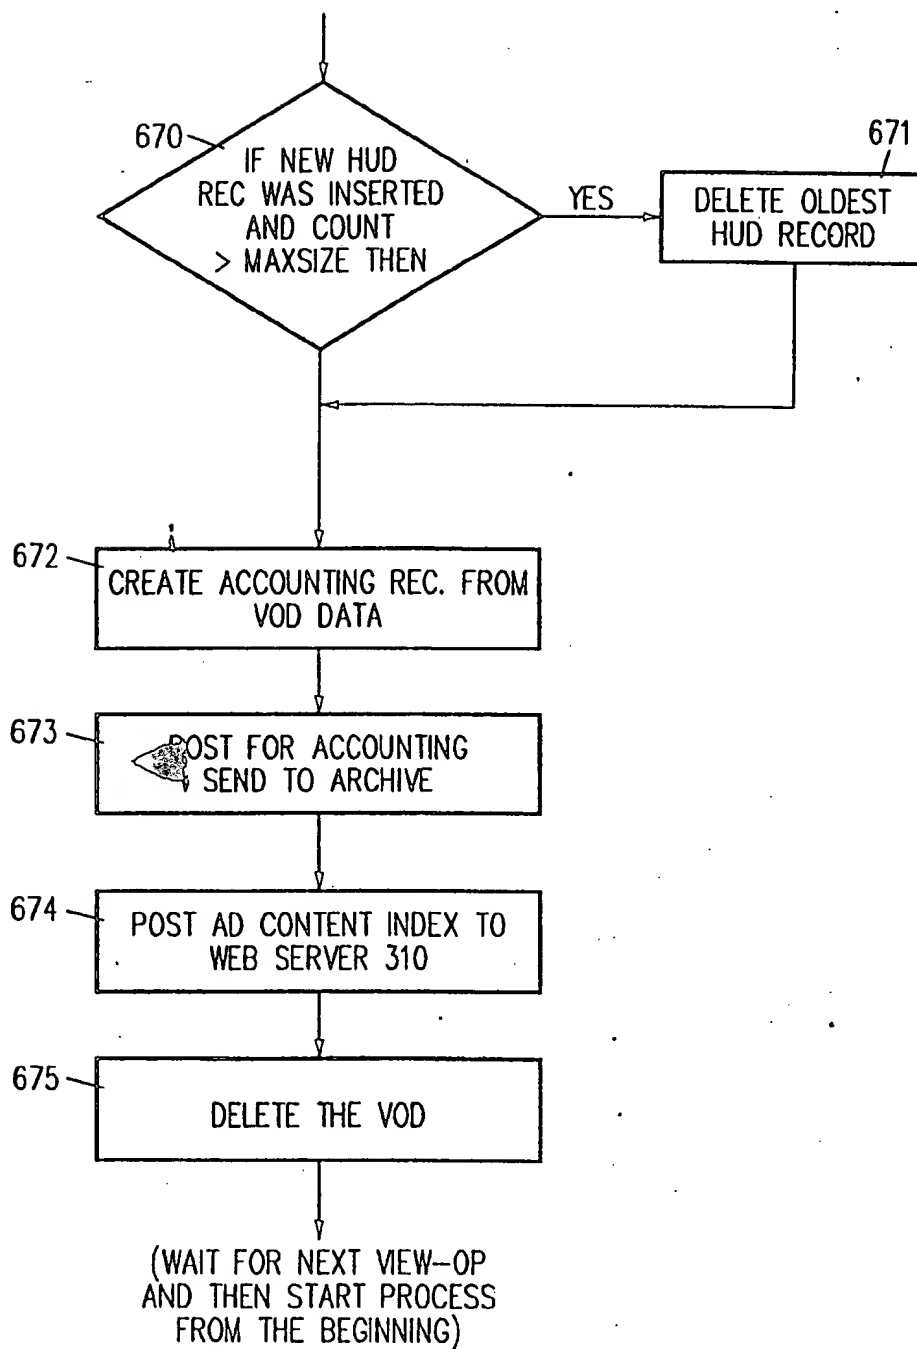 670
IF NEW HUD
REC WAS INSERTED
AND COUNT
> MAXSIZE THEN
YES
671
DELETE OLDEST
HUD RECORD
672
CREATE ACCOUNTING REC. FROM
VOD DATA
673
POST FOR ACCOUNTING
SEND TO ARCHIVE
674
POST AD CONTENT INDEX TO
WEB SERVER 310
675
DELETE THE VOD
(WAIT FOR NEXT VIEW-OP
AND THEN START PROCESS
FROM THE BEGINNING)